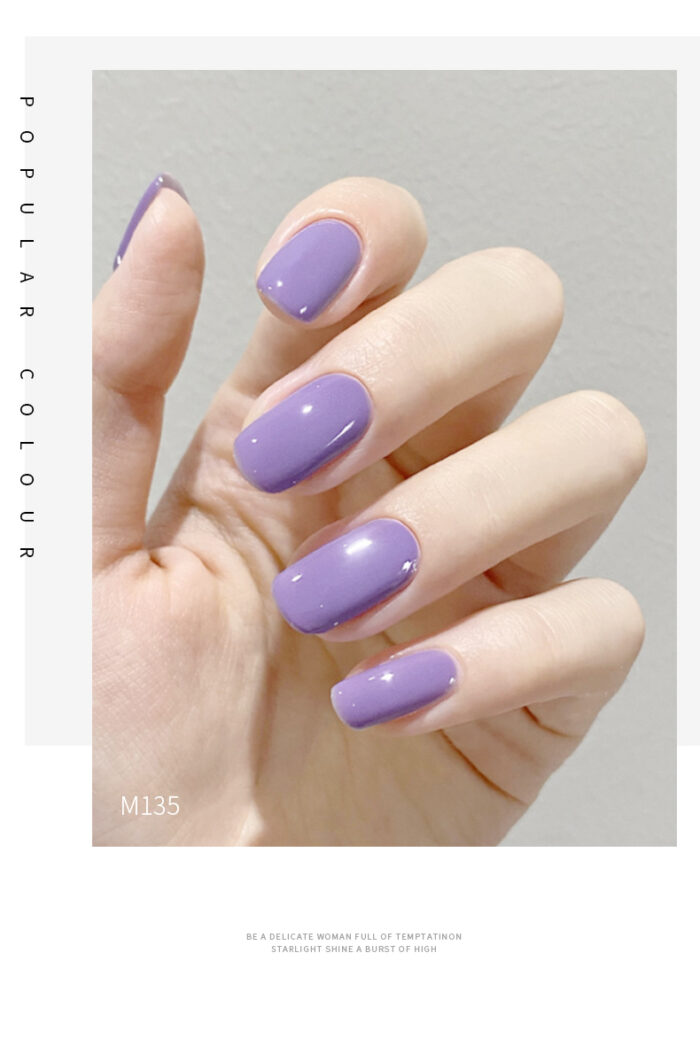 POPULAR COLOUR
M135
BE A DELICATE WOMAN FULL OF TEMPTATINON
STARLIGHT SHINE A BURST OF HIGH